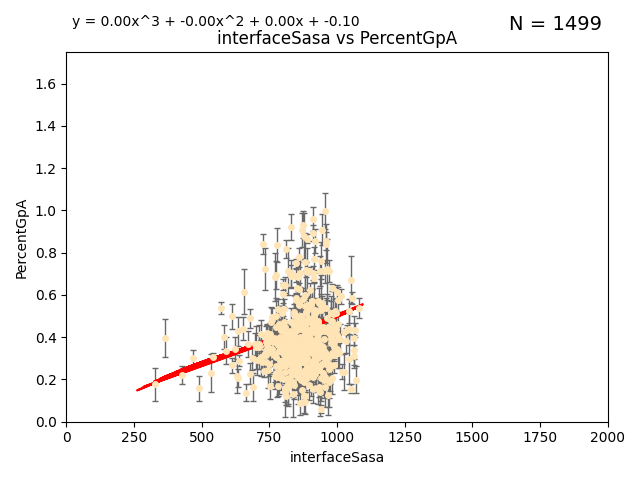 y = 0.00x^3 + -0.00x^2 + 0.00x + -0.10
N = 1499
interfaceSasa vs PercentGpA
PercentGpA
1.6
1.4
1.2
1.0
0.8
0.6
0.4
0.2
0.0
0 250 500 750 1000 1250 1500 1750 2000
interfaceSasa